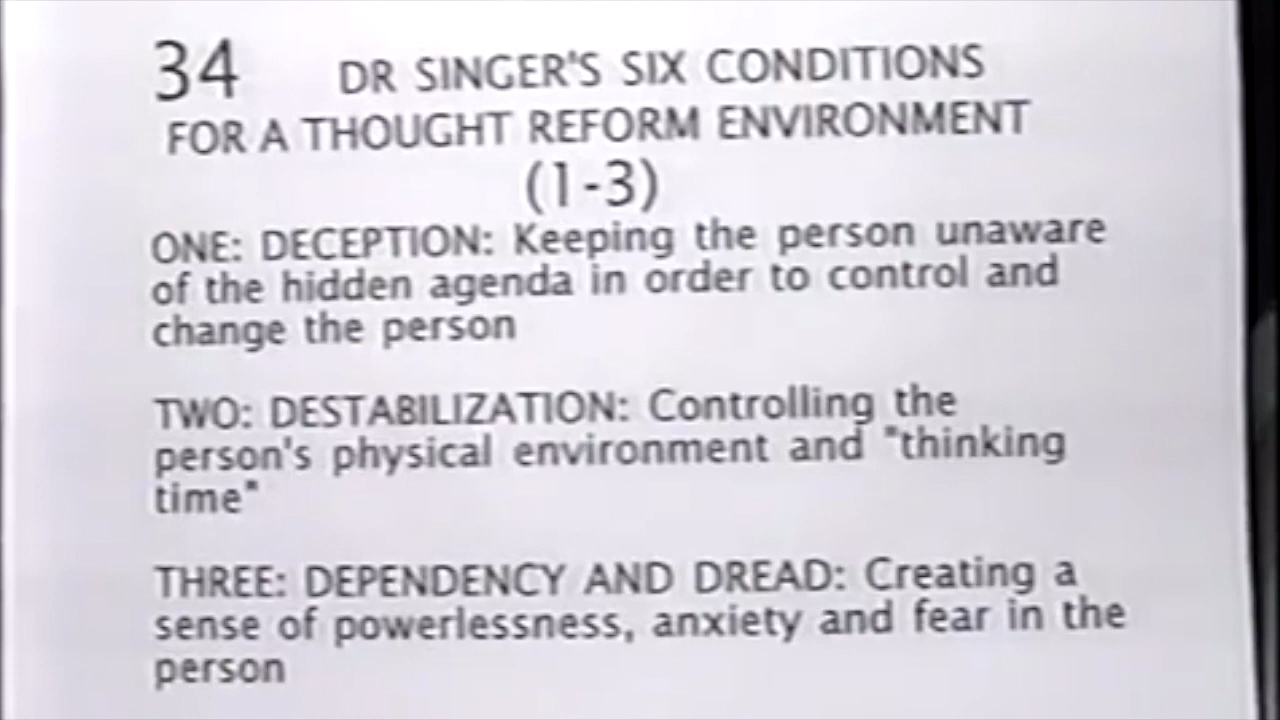 34 DR SINGER'S SIX CONDITIONS
FOR A THOUGHT REFORM ENVIRONMENT
(1-3)
ONE: DECEPTION: Keeping the person unaware
of the hidden agenda in order to control and
change the person
TWO: DESTABILIZATION: Controlling the
person's physical environment and "thinking
time"
THREE: DEPENDENCY AND DREAD: Creating a
sense of powerlessness, anxiety and fear in the
person